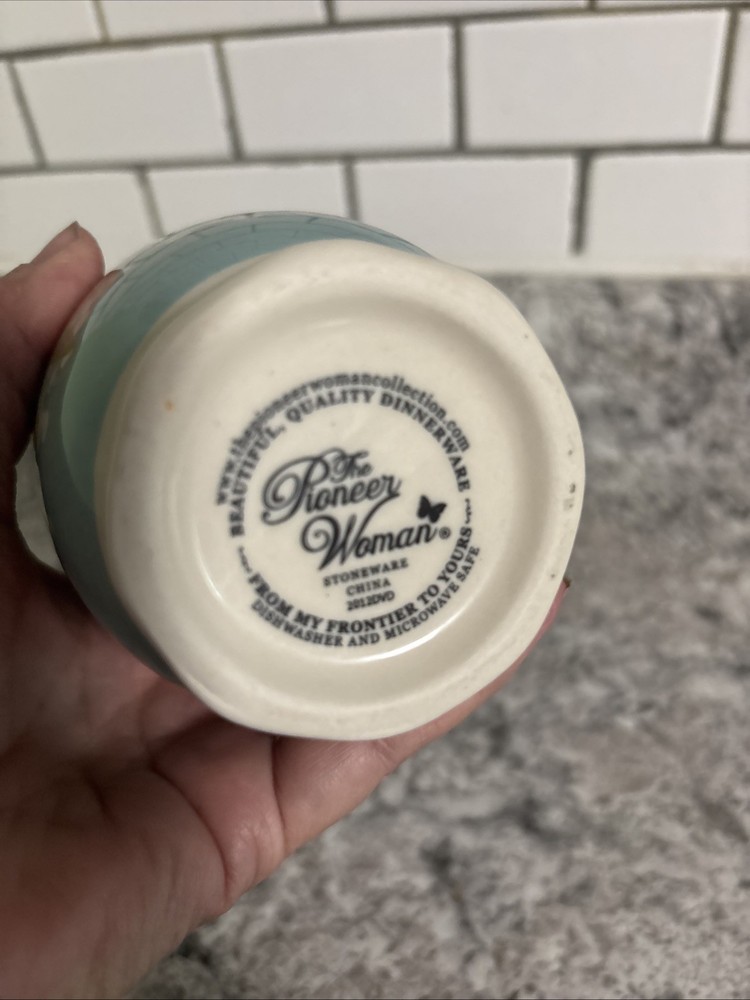 www.thepioneerwomancollection.com
BEAUTIFUL, QUALITY DINNERWARE
The
Pioneer
Woman®
STONEWARE
CHINA
2012DVD
FROM MY FRONTIER TO YOURS
DISHWASHER AND MICROWAVE SAFE